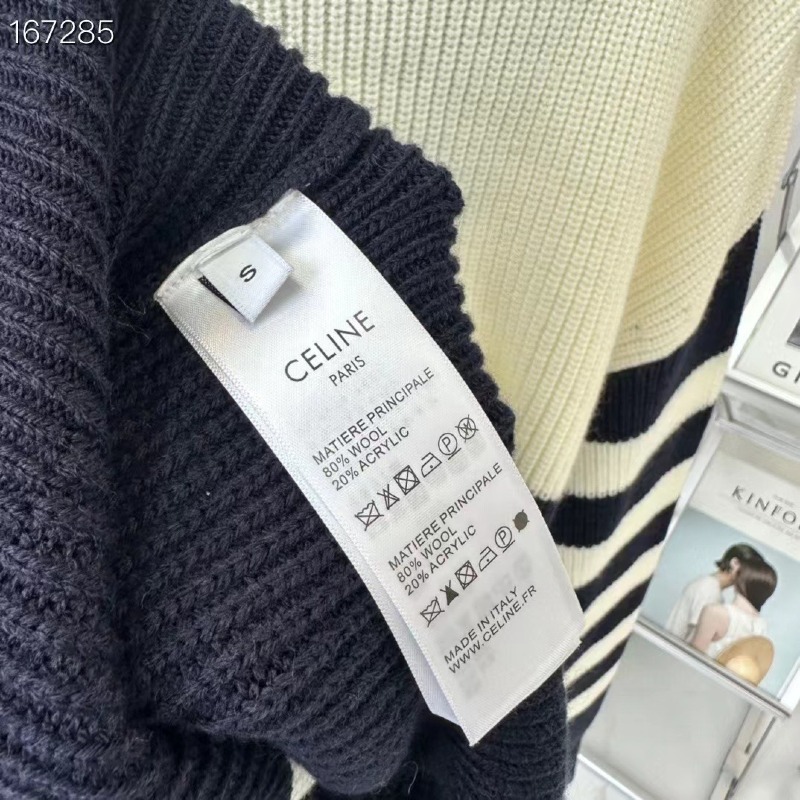 167285
S
CELINE
PARIS
MATIERE PRINCIPALE
80% WOOL
20% ACRYLIC
MATIERE PRINCIPALE
80% WOOL
20% ACRYLIC
MADE IN ITALY
WWW.CELINE.FR
KINFO